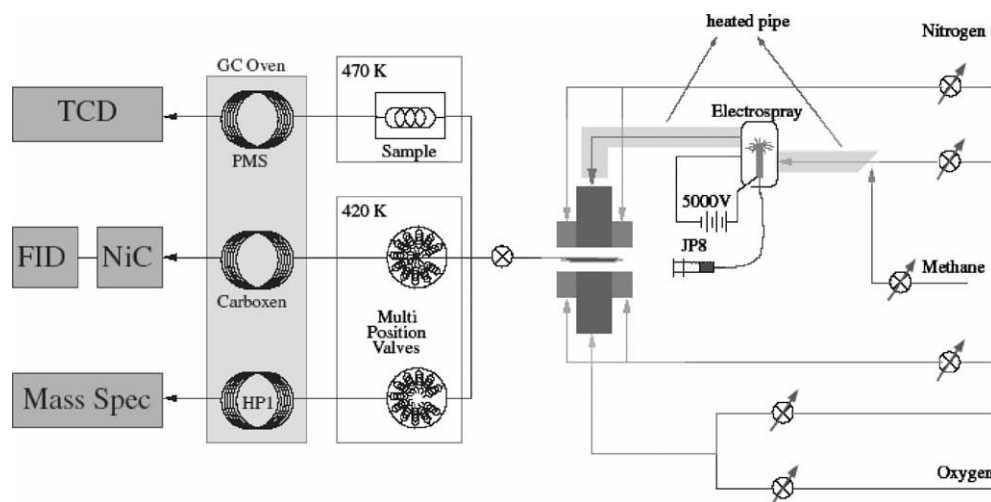 heated pipe
Nitrogen
GC Oven
470 K
TCD
Electrospray
Sample
PMS
5000V
420 K
JP8
FID
NiC
Methane
Carboxen
Multi
Position
Valves
Mass Spec
HP1
Oxygen